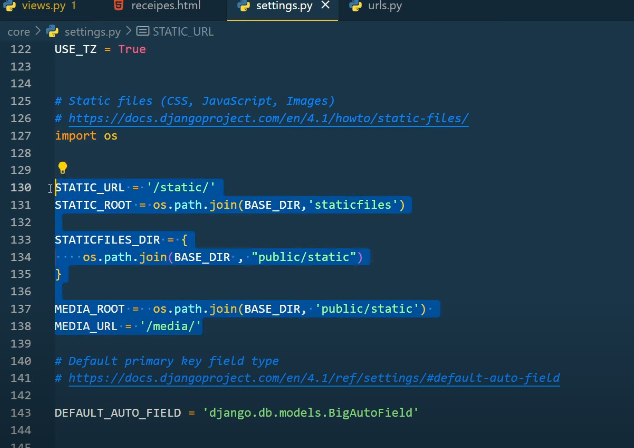 views.py 1 receipes.html settings.py × urls.py
core > settings.py > STATIC_URL
122 USE_TZ = True
123
124
125 # Static files (CSS, JavaScript, Images)
126 # https://docs.djangoproject.com/en/4.1/howto/static-files/
127 import os
128
129
130 STATIC_URL = '/static/'
131 STATIC_ROOT = os.path.join(BASE_DIR,'staticfiles')
132
133 STATICFILES_DIR = {
134     os.path.join(BASE_DIR , "public/static")
135 }
136
137 MEDIA_ROOT =  os.path.join(BASE_DIR, 'public/static')
138 MEDIA_URL = '/media/'
139
140 # Default primary key field type
141 # https://docs.djangoproject.com/en/4.1/ref/settings/#default-auto-field
142
143 DEFAULT_AUTO_FIELD = 'django.db.models.BigAutoField'
144
145